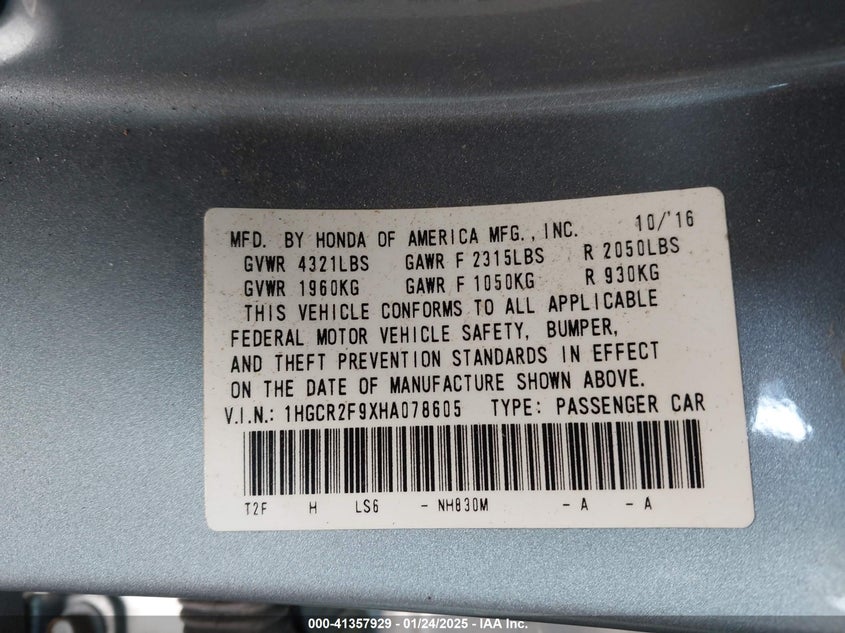 MFD. BY HONDA OF AMERICA MFG., INC. 10/'16
GVWR 4321LBS GAWR F 2315LBS R 2050LBS
GVWR 1960KG GAWR F 1050KG R 930KG
THIS VEHICLE CONFORMS TO ALL APPLICABLE
FEDERAL MOTOR VEHICLE SAFETY, BUMPER,
AND THEFT PREVENTION STANDARDS IN EFFECT
ON THE DATE OF MANUFACTURE SHOWN ABOVE.
V.I.N.: 1HGCR2F9XHA078605 TYPE: PASSENGER CAR
T2F H LS6 - NH830M - A - A
000-41357929 - 01/24/2025 - IAA Inc.